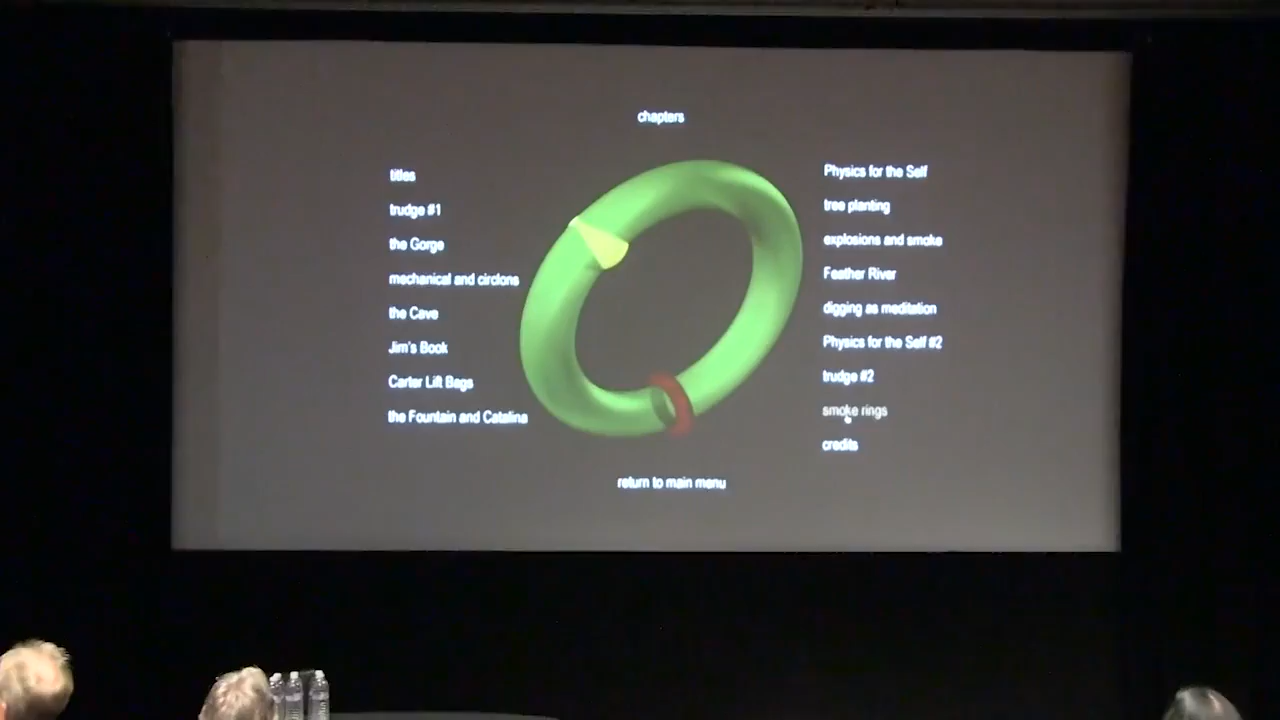 chapters
titles
trudge #1
the Gorge
mechanical and circlons
the Cave
Jim's Book
Carter Lift Bags
the Fountain and Catalina
Physics for the Self
tree planting
explosions and smoke
Feather River
digging as meditation
Physics for the Self #2
trudge #2
smoke rings
credits
return to main menu